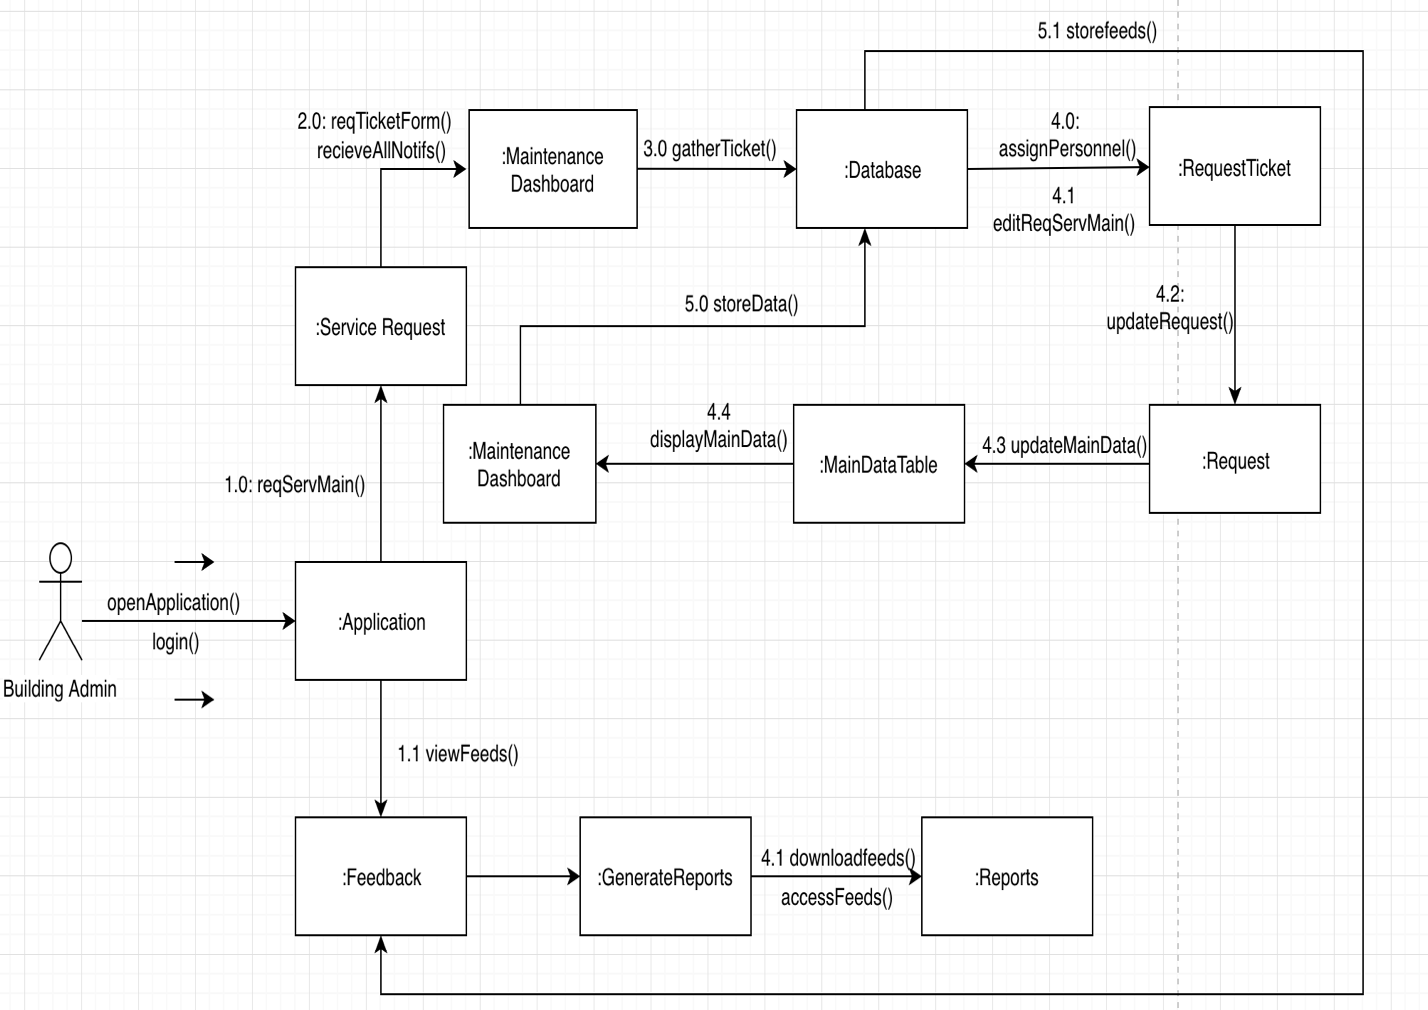 5.1 storefeeds()
2.0: reqTicketForm()
recieveAllNotifs()
:Maintenance
Dashboard
3.0 gatherTicket()
:Database
4.0:
assignPersonnel()
4.1
editReqServMain()
:RequestTicket
:Service Request
5.0 storeData()
4.2:
updateRequest()
1.0: reqServMain()
:Maintenance
Dashboard
4.4
displayMainData()
:MainDataTable
4.3 updateMainData()
:Request
openApplication()
login()
Building Admin
:Application
1.1 viewFeeds()
:Feedback
:GenerateReports
4.1 downloadfeeds()
accessFeeds()
:Reports